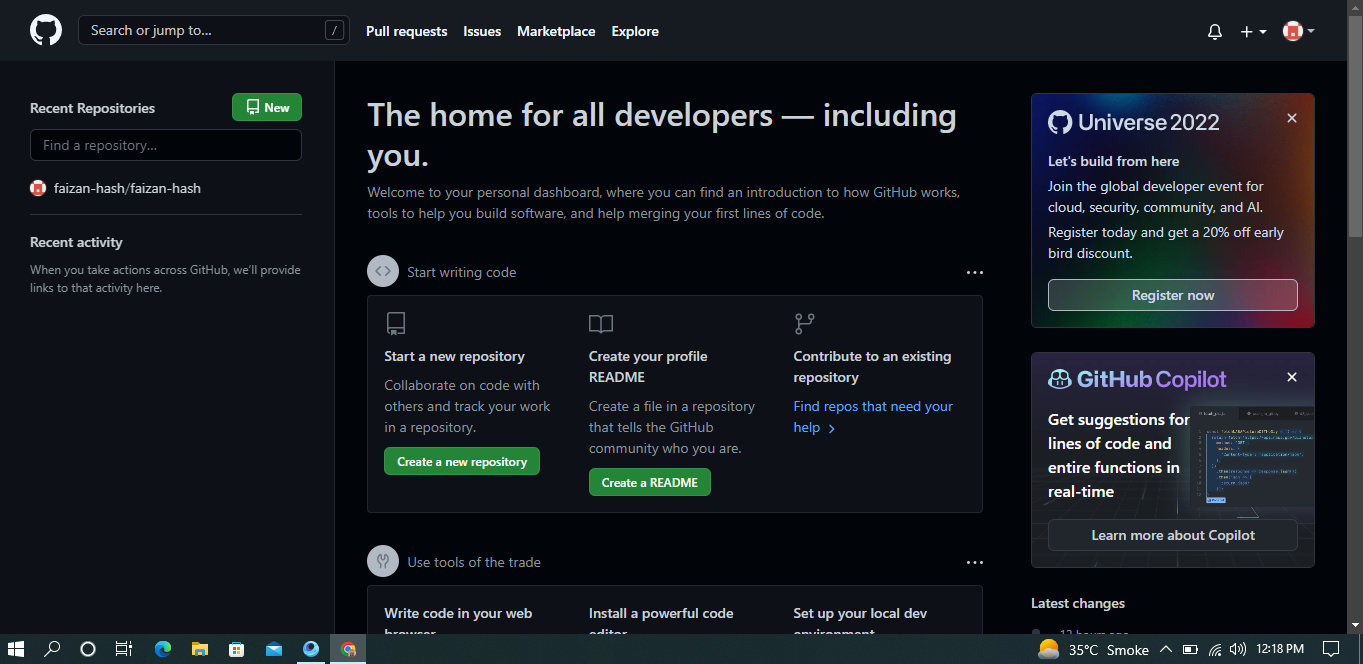 Search or jump to... /
Pull requests Issues Marketplace Explore
Recent Repositories
New
Find a repository...
faizan-hash/faizan-hash
Recent activity
When you take actions across GitHub, we'll provide
links to that activity here.
The home for all developers — including
you.
Welcome to your personal dashboard, where you can find an introduction to how GitHub works,
tools to help you build software, and help merging your first lines of code.
Start writing code
Start a new repository
Collaborate on code with
others and track your work
in a repository.
Create a new repository
Create your profile
README
Create a file in a repository
that tells the GitHub
community who you are.
Create a README
Contribute to an existing
repository
Find repos that need your
help
Use tools of the trade
Write code in your web
browser
Install a powerful code
editor
Set up your local dev
environment
Universe 2022
Let's build from here
Join the global developer event for
cloud, security, community, and AI.
Register today and get a 20% off early
bird discount.
Register now
GitHub Copilot
Get suggestions for
lines of code and
entire functions in
real-time
Learn more about Copilot
Latest changes
12 hours ago
35°C Smoke
12:18 PM